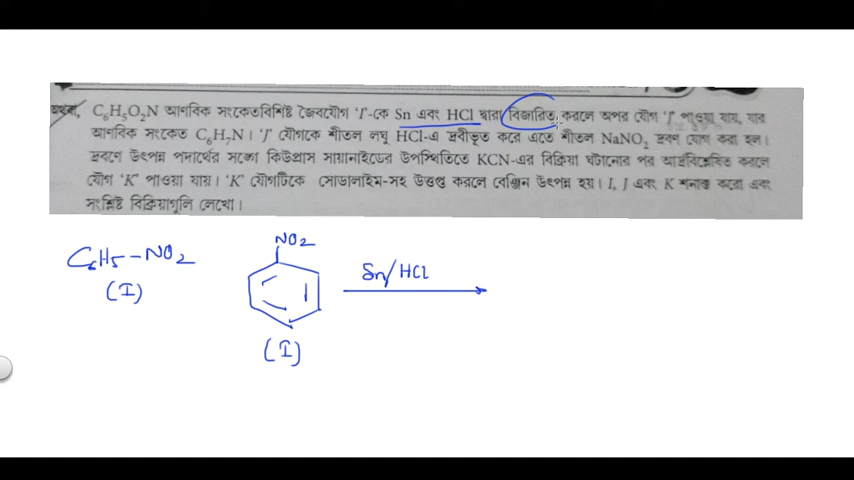 অথবা, C₆H₅O₂N আণবিক সংকেতবিশিষ্ট জৈবযৌগ 'I'-কে Sn এবং HCl দ্বারা বিজারিত করলে অপর যৌগ 'J' পাওয়া যায়, যার
আণবিক সংকেত C₆H₇N। 'J' যৌগকে শীতল লঘু HCl-এ দ্রবীভূত করে এতে শীতল NaNO₂ দ্রবণ যোগ করা হল।
দ্রবণে উৎপন্ন পদার্থের সঙ্গে কিউপ্রাস সায়ানাইডের উপস্থিতিতে KCN-এর বিক্রিয়া ঘটানোর পর আর্দ্রবিশ্লেষিত করলে
যৌগ 'K' পাওয়া যায়। 'K' যৌগটিকে সোডালাইম-সহ উত্তপ্ত করলে বেঞ্জিন উৎপন্ন হয়। I, J এবং K শনাক্ত করো এবং
সংশ্লিষ্ট বিক্রিয়াগুলি লেখো।
C₆H₅–NO₂
(I)
NO₂
(I)
Sn/HCl